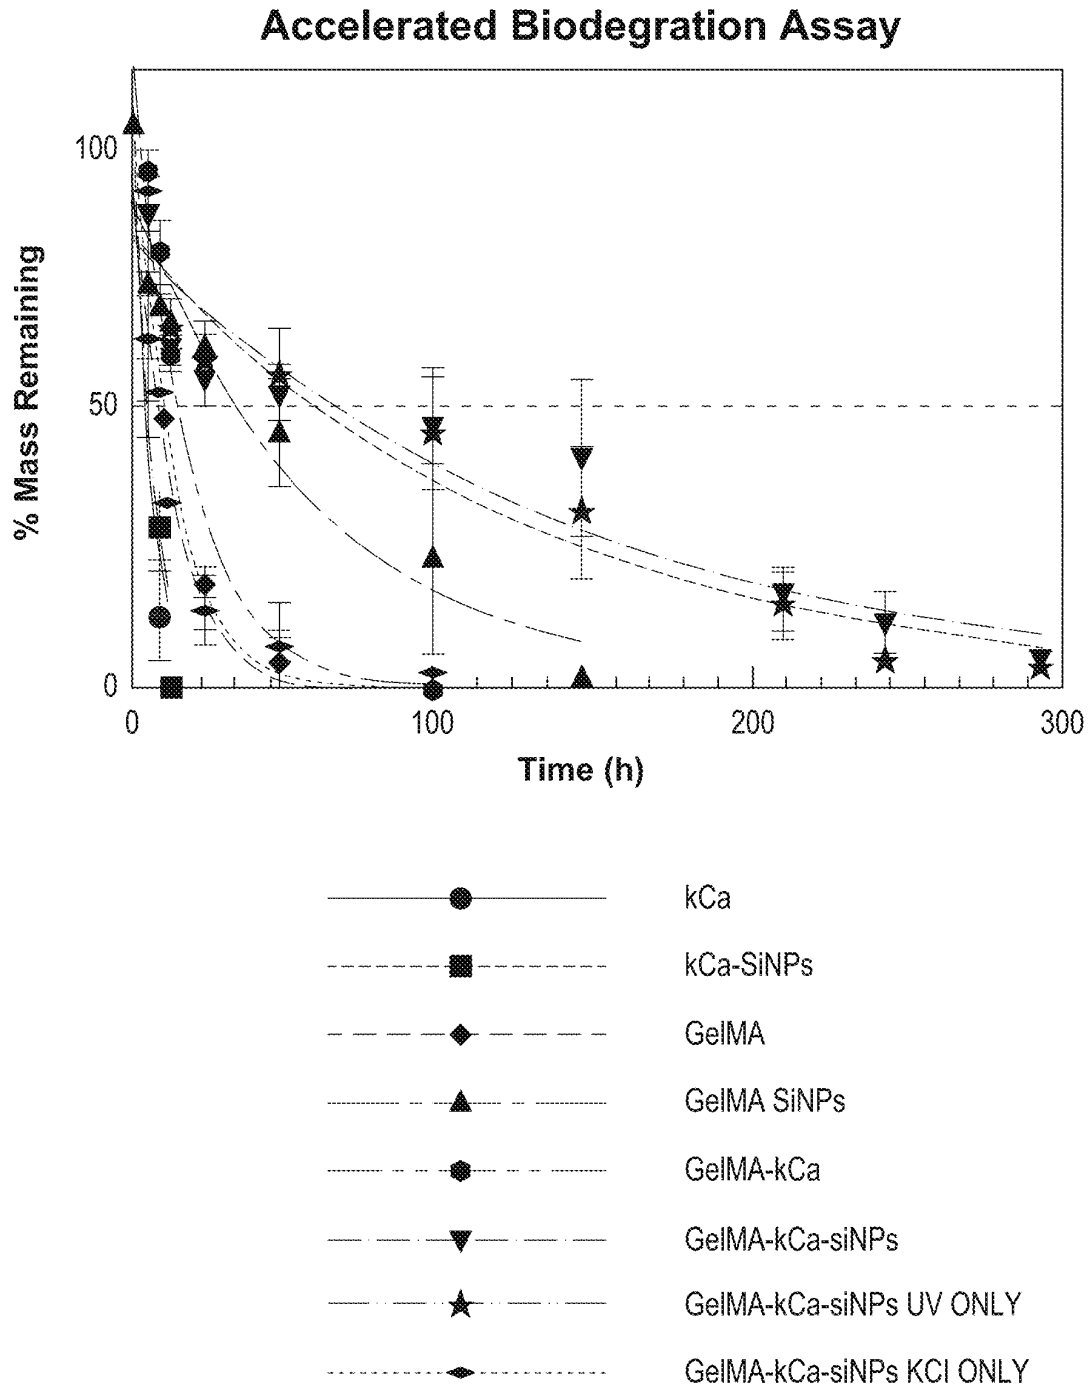 Accelerated Biodegration Assay
% Mass Remaining
100
50
0
0
100
200
300
Time (h)
kCa
kCa-SiNPs
GelMA
GelMA SiNPs
GelMA-kCa
GelMA-kCa-siNPs
GelMA-kCa-siNPs UV ONLY
GelMA-kCa-siNPs KCl ONLY